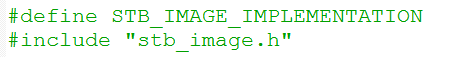 #define STB_IMAGE_IMPLEMENTATION
#include "stb_image.h"